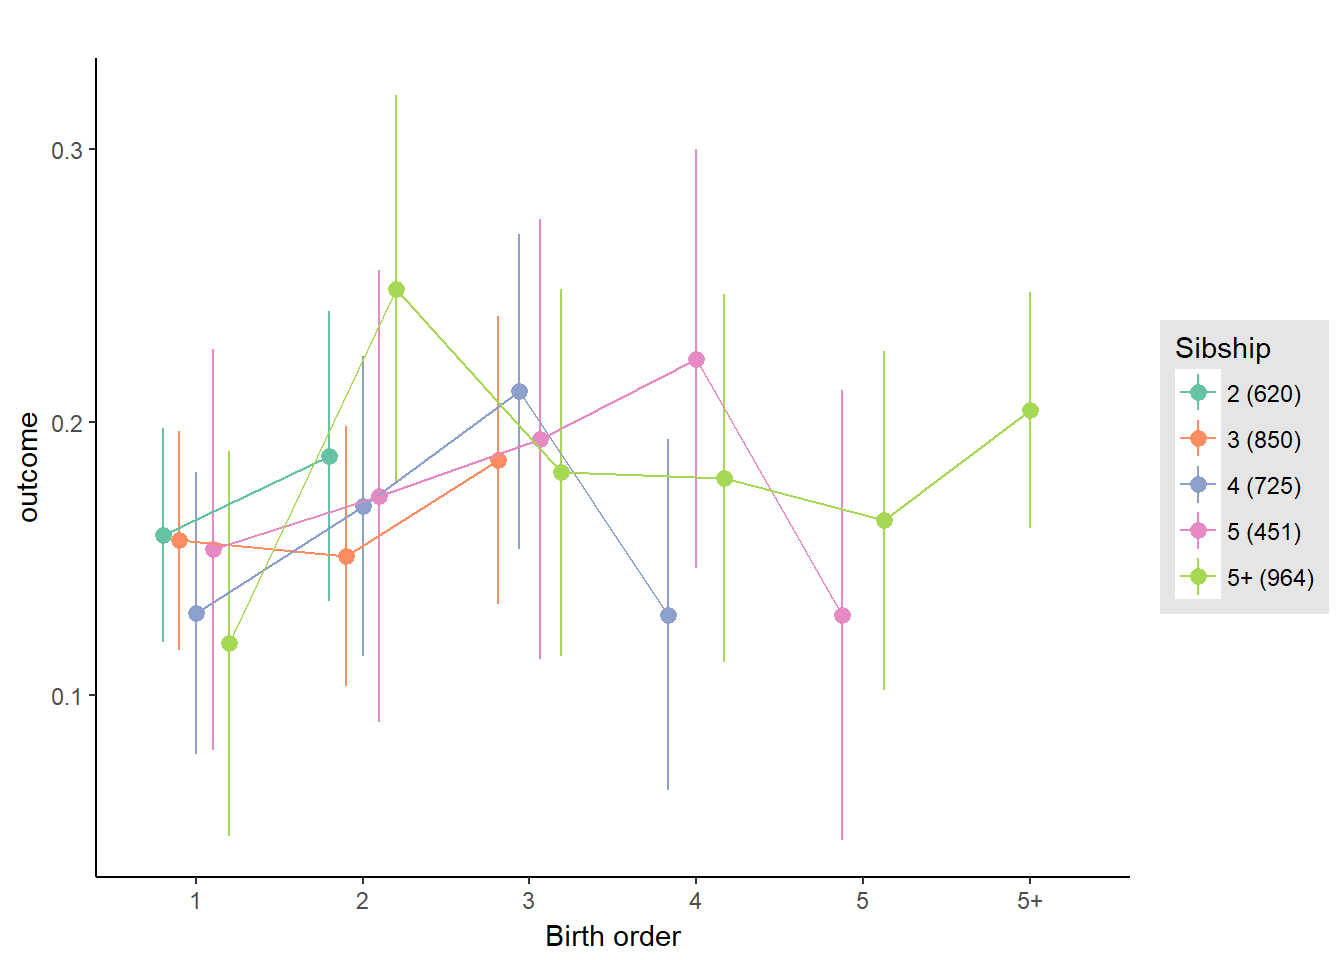 0.3
0.2
0.1
outcome
1 2 3 4 5 5+
Birth order
Sibship
2 (620)
3 (850)
4 (725)
5 (451)
5+ (964)